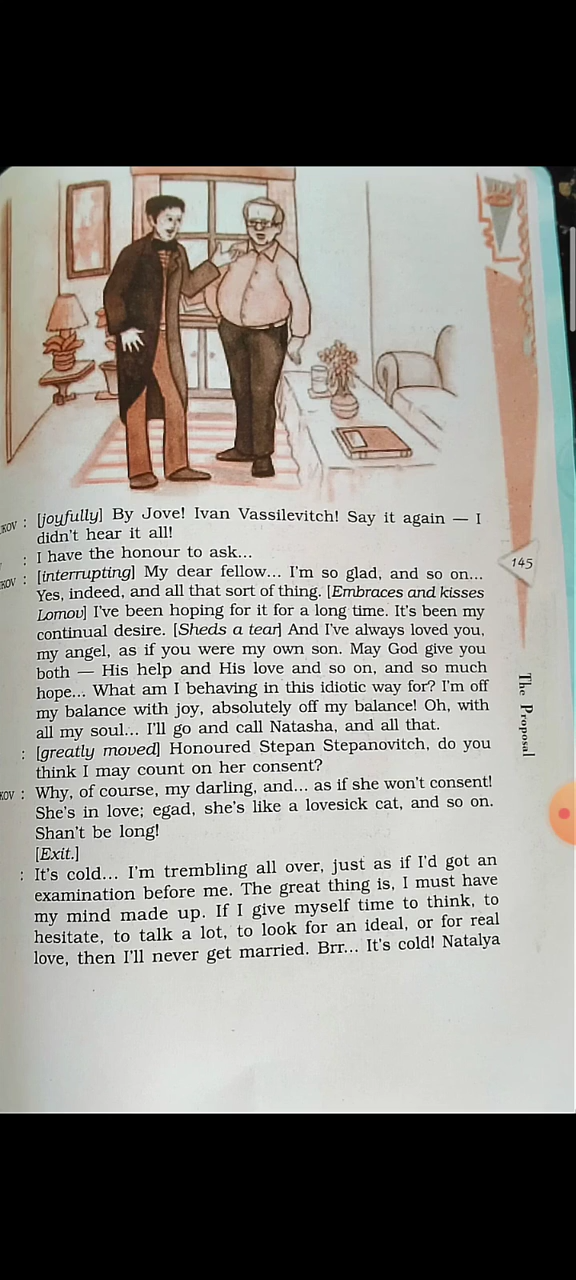 KOV : [joyfully] By Jove! Ivan Vassilevitch! Say it again — I
didn't hear it all!
: I have the honour to ask...
KOV : [interrupting] My dear fellow... I'm so glad, and so on...
Yes, indeed, and all that sort of thing. [Embraces and kisses
Lomov] I've been hoping for it for a long time. It's been my
continual desire. [Sheds a tear] And I've always loved you,
my angel, as if you were my own son. May God give you
both — His help and His love and so on, and so much
hope... What am I behaving in this idiotic way for? I'm off
my balance with joy, absolutely off my balance! Oh, with
all my soul... I'll go and call Natasha, and all that.
: [greatly moved] Honoured Stepan Stepanovitch, do you
think I may count on her consent?
KOV : Why, of course, my darling, and... as if she won't consent!
She's in love; egad, she's like a lovesick cat, and so on.
Shan't be long!
[Exit.]
: It's cold... I'm trembling all over, just as if I'd got an
examination before me. The great thing is, I must have
my mind made up. If I give myself time to think, to
hesitate, to talk a lot, to look for an ideal, or for real
love, then I'll never get married. Brr... It's cold! Natalya
145
The Proposal